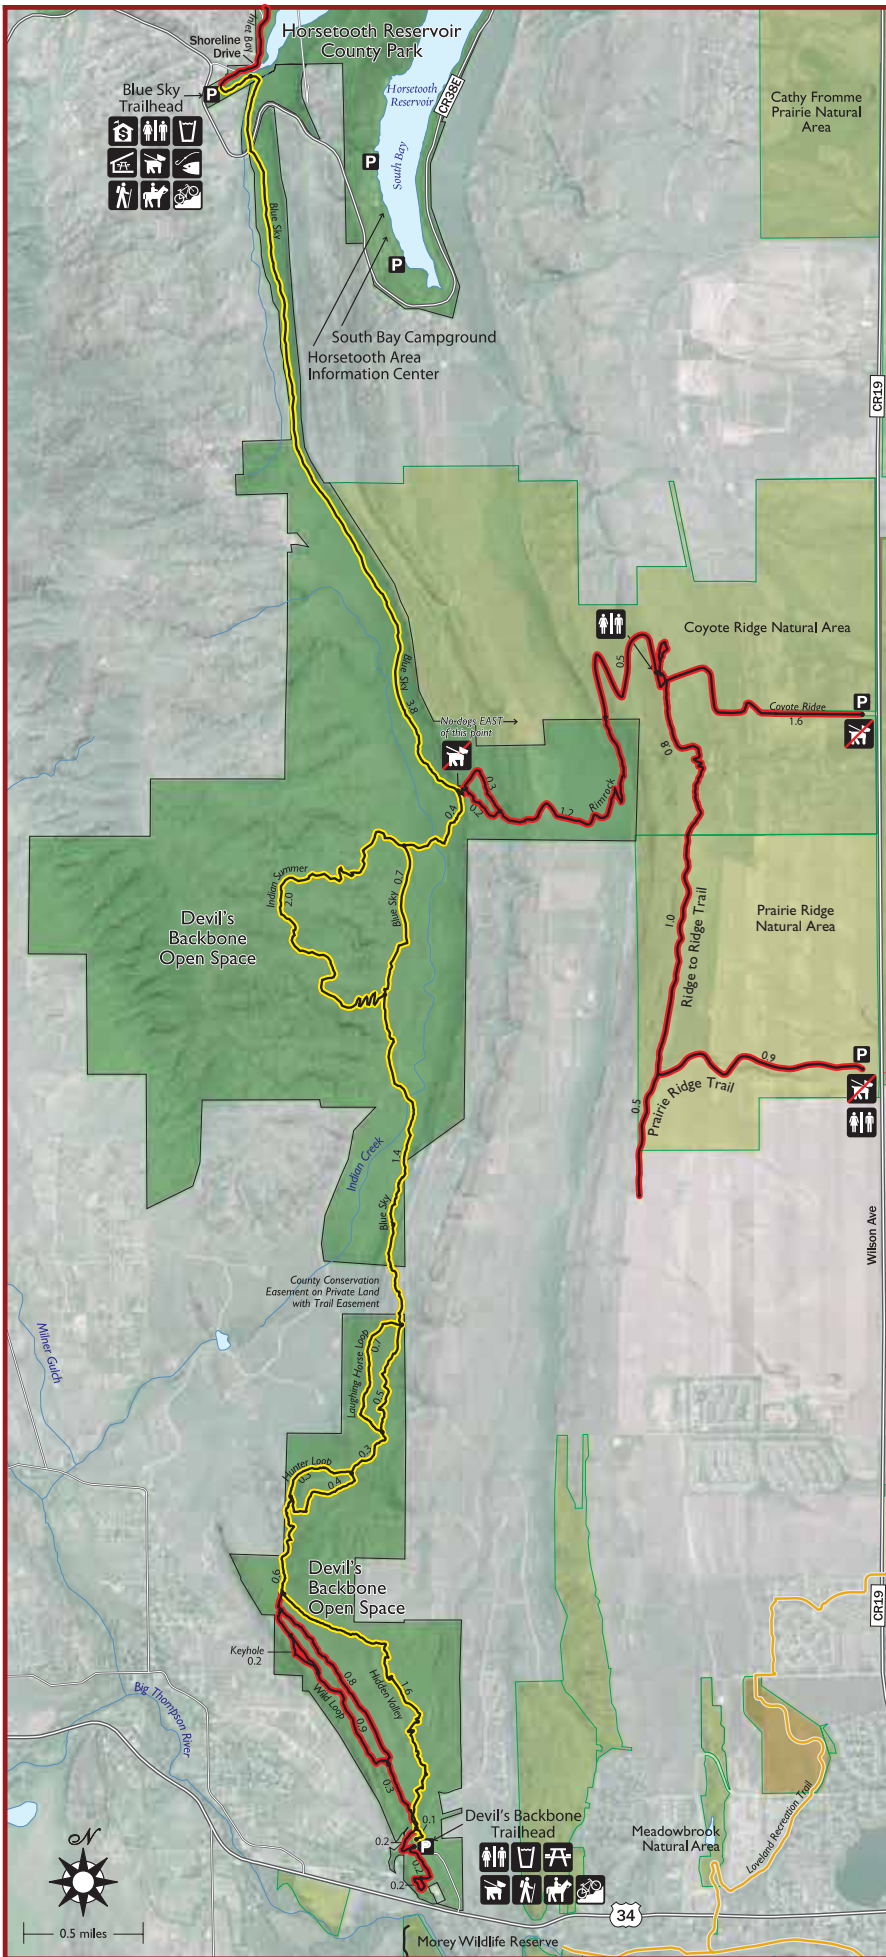 Horsetooth Reservoir
County Park
Inlet Bay
Shoreline
Drive
Blue Sky
Trailhead
P
$
Horsetooth
Reservoir
CR38E
South Bay
P
P
Cathy Fromme
Prairie Natural
Area
Blue Sky
South Bay Campground
Horsetooth Area
Information Center
CR19
Coyote Ridge Natural Area
0.5
Blue Sky
3.8
No dogs EAST
of this point
P
Coyote Ridge
1.6
0.8
0.3
0.2
1.2
Rimrock
0.4
Indian Summer
2.0
0.7
Blue Sky
Devil's
Backbone
Open Space
Prairie Ridge
Natural Area
1.0
Ridge to Ridge Trail
0.9
P
Prairie Ridge Trail
0.5
Indian Creek
1.4
Blue Sky
Wilson Ave
County Conservation
Easement on Private Land
with Trail Easement
Milner Gulch
Laughing Horse Loop
0.7
0.5
0.3
Hunter Loop
0.3
0.4
0.6
Devil's
Backbone
Open Space
CR19
Keyhole
0.2
0.8
Wild Loop
0.9
Hidden Valley
1.6
Big Thompson
River
0.3
0.1
Devil's Backbone
Trailhead
P
0.2
0.2
0.2
Meadowbrook
Natural Area
Loveland Recreation Trail
N
0.5 miles
34
Morey Wildlife Reserve